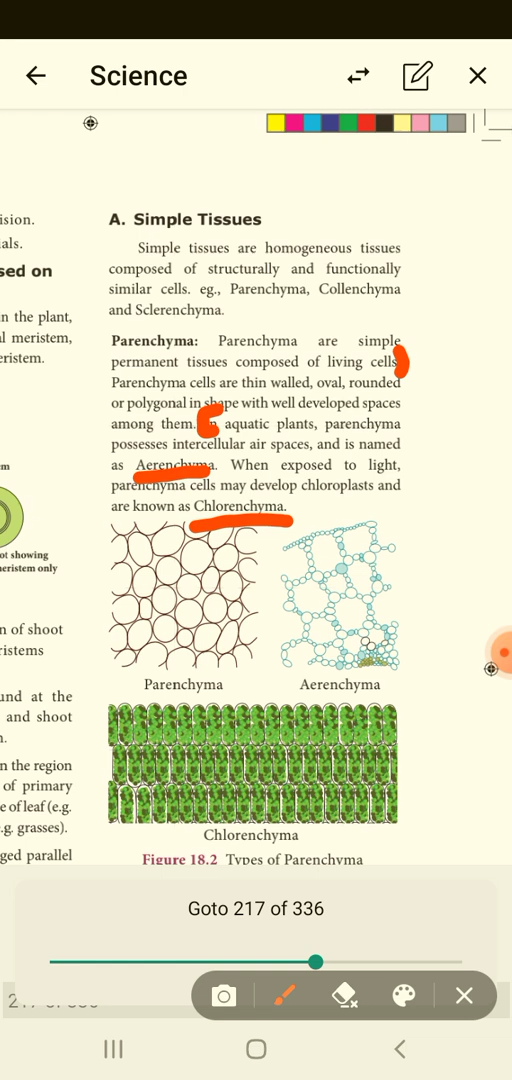 Science
ision.
als.
sed on
n the plant,
al meristem,
eristem.
m
ot showing
neristem only
n of shoot
ristems
und at the
and shoot
n.
n the region
of primary
e of leaf (e.g.
.g. grasses).
ged parallel
A. Simple Tissues
Simple tissues are homogeneous tissues
composed of structurally and functionally
similar cells. eg., Parenchyma, Collenchyma
and Sclerenchyma.
Parenchyma: Parenchyma are simple
permanent tissues composed of living cells
Parenchyma cells are thin walled, oval, rounded
or polygonal in shape with well developed spaces
among them. aquatic plants, parenchyma
possesses intercellular air spaces, and is named
as Aerenchyma. When exposed to light,
parenchyma cells may develop chloroplasts and
are known as Chlorenchyma.
Parenchyma
Aerenchyma
Chlorenchyma
Figure 18.2 Types of Parenchyma
Goto 217 of 336